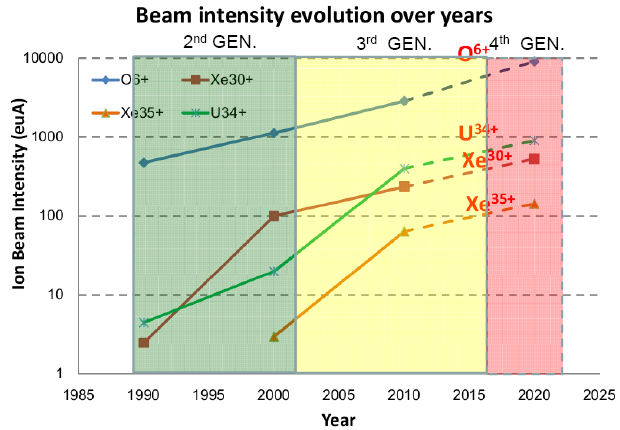 Beam intensity evolution over years
2nd GEN. 3rd GEN. 4th GEN.
O6+
10000
O6+ Xe30+
Xe35+ U34+
1000
U34+
Xe30+
Xe35+
100
10
1
Ion Beam Intensity (euA)
1985 1990 1995 2000 2005 2010 2015 2020 2025
Year